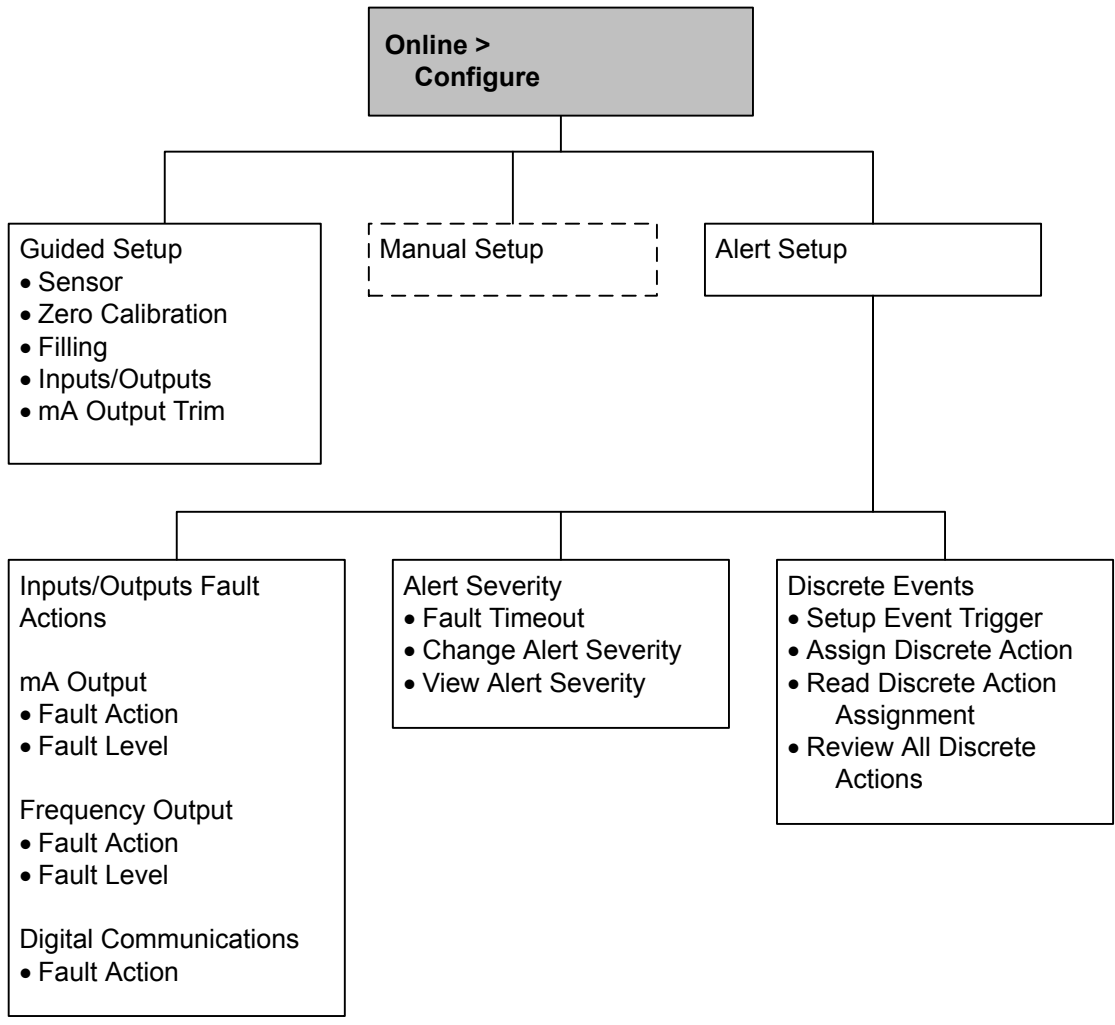 Online >
Configure
Guided Setup
• Sensor
• Zero Calibration
• Filling
• Inputs/Outputs
• mA Output Trim
Manual Setup
Alert Setup
Inputs/Outputs Fault
Actions
mA Output
• Fault Action
• Fault Level
Frequency Output
• Fault Action
• Fault Level
Digital Communications
• Fault Action
Alert Severity
• Fault Timeout
• Change Alert Severity
• View Alert Severity
Discrete Events
• Setup Event Trigger
• Assign Discrete Action
• Read Discrete Action
Assignment
• Review All Discrete
Actions